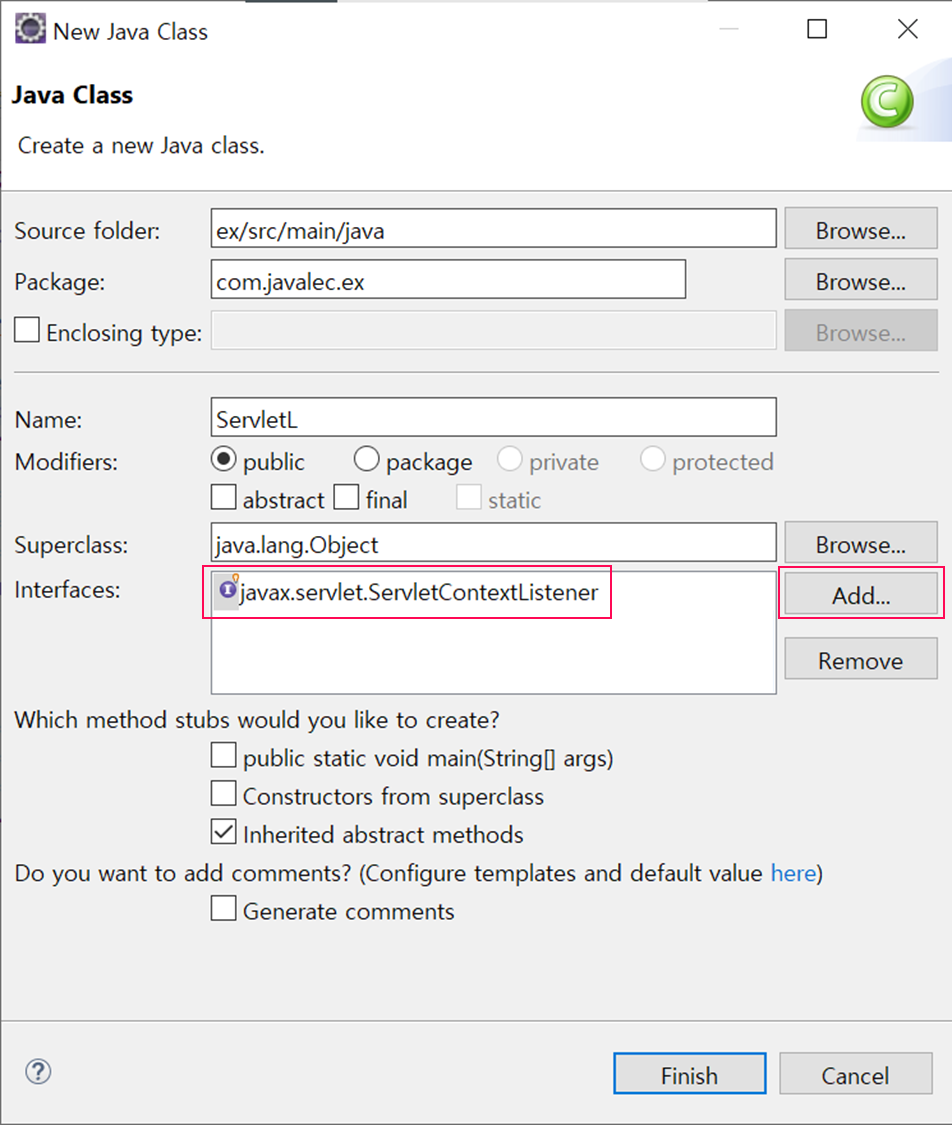 New Java Class
Java Class
Create a new Java class.
Source folder: ex/src/main/java Browse...
Package: com.javalec.ex Browse...
Enclosing type: Browse...
Name: ServletL
Modifiers: public package private protected
abstract final static
Superclass: java.lang.Object Browse...
Interfaces: javax.servlet.ServletContextListener Add...
Remove
Which method stubs would you like to create?
public static void main(String[] args)
Constructors from superclass
Inherited abstract methods
Do you want to add comments? (Configure templates and default value here)
Generate comments
Finish Cancel